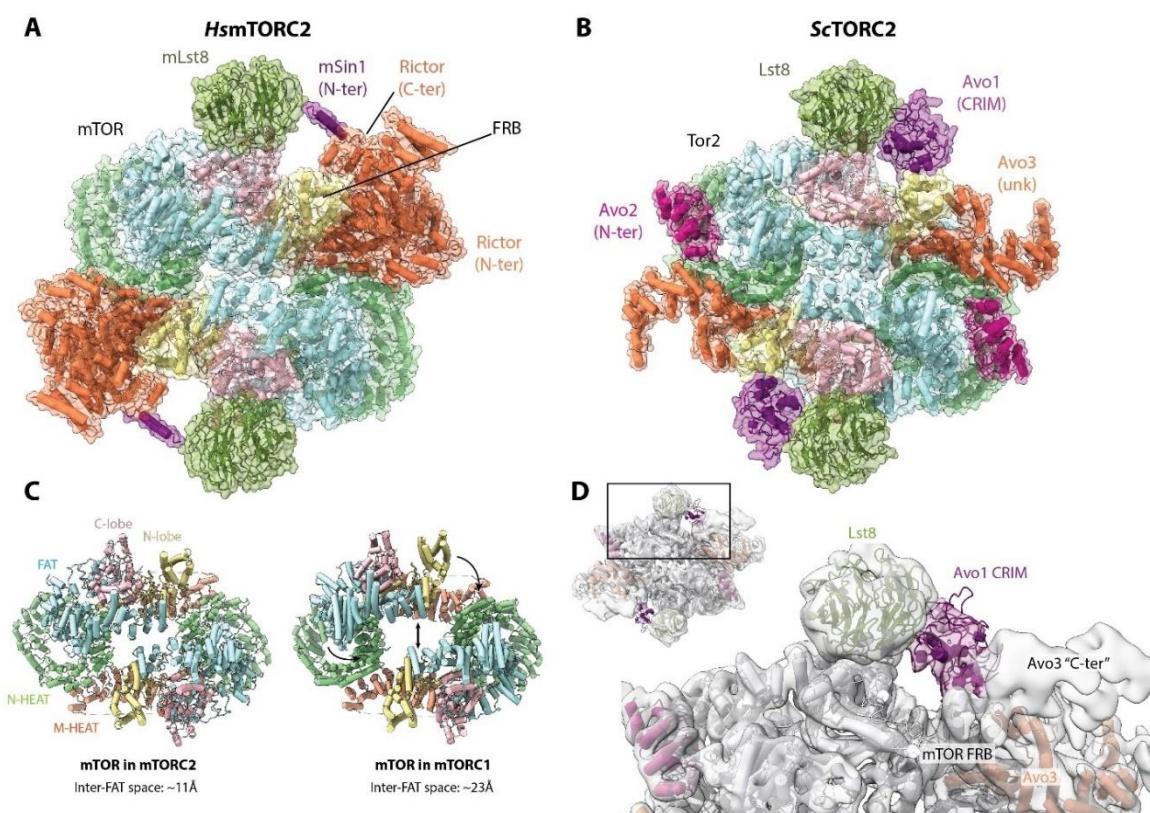 A
HsmTORC2
mLst8
mSin1
(N-ter)
Rictor
(C-ter)
FRB
mTOR
Rictor
(N-ter)
B
ScTORC2
Lst8
Avo1
(CRIM)
Tor2
Avo3
(unk)
Avo2
(N-ter)
C
C-lobe
N-lobe
FAT
N-HEAT
M-HEAT
mTOR in mTORC2
Inter-FAT space: ~11Å
mTOR in mTORC1
Inter-FAT space: ~23Å
D
Lst8
Avo1 CRIM
Avo3 “C-ter”
mTOR FRB
Avo3